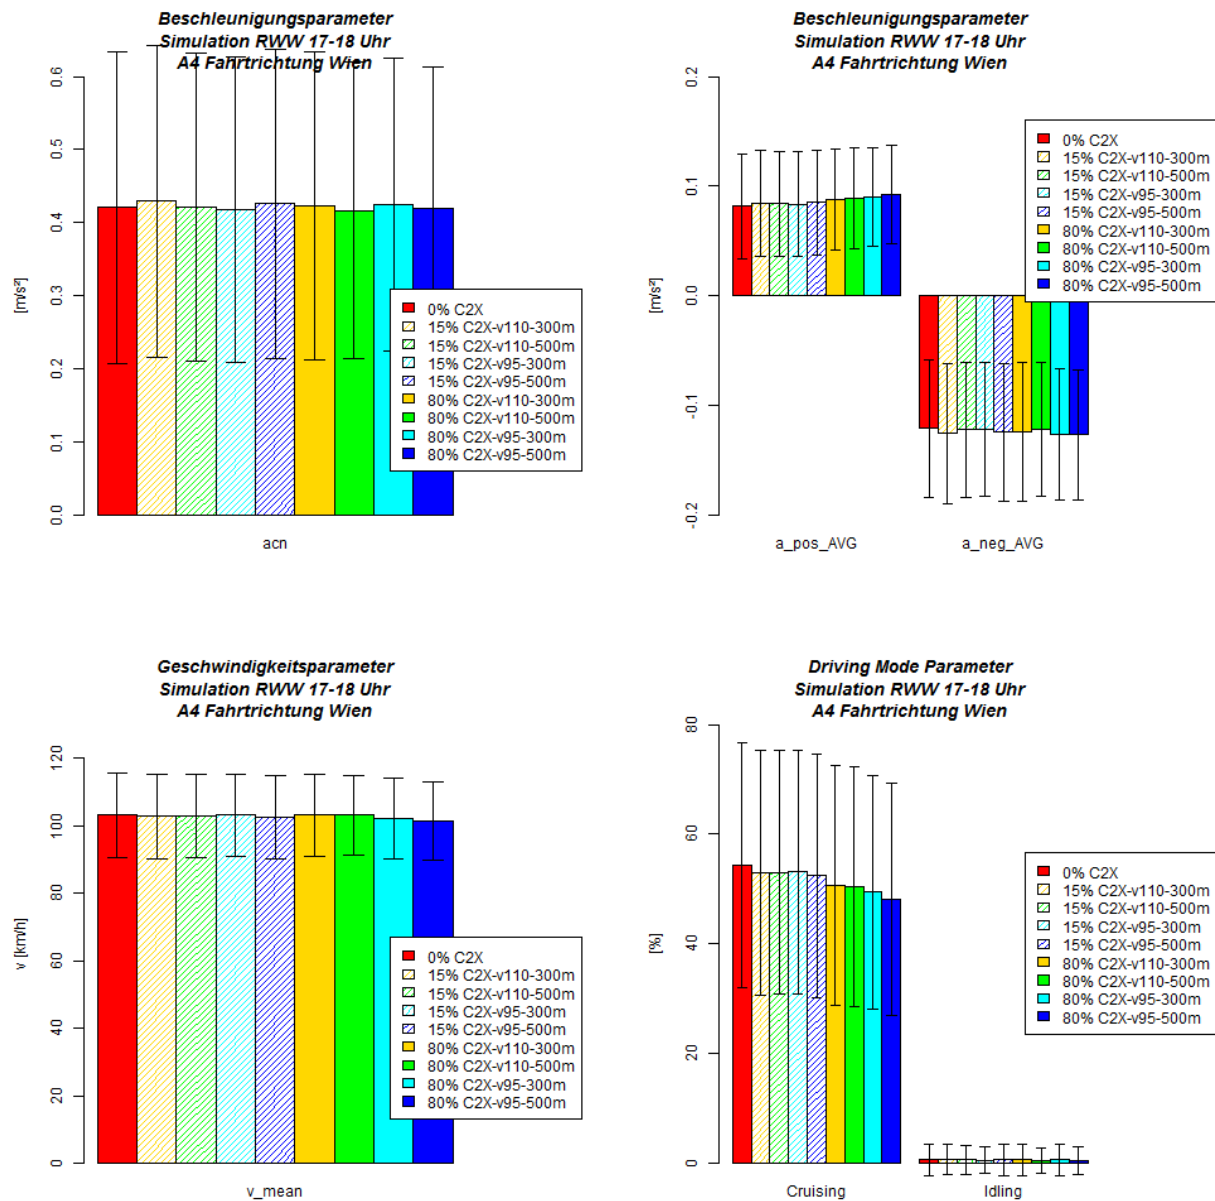 Beschleunigungsparameter
Simulation RWW 17-18 Uhr
A4 Fahrtrichtung Wien
[m/s²]
0.6
0.5
0.4
0.3
0.2
0.1
0.0
acn
0% C2X
15% C2X-v110-300m
15% C2X-v110-500m
15% C2X-v95-300m
15% C2X-v95-500m
80% C2X-v110-300m
80% C2X-v110-500m
80% C2X-v95-300m
80% C2X-v95-500m
Beschleunigungsparameter
Simulation RWW 17-18 Uhr
A4 Fahrtrichtung Wien
[m/s²]
0.2
0.1
0.0
-0.1
-0.2
a_pos_AVG
a_neg_AVG
0% C2X
15% C2X-v110-300m
15% C2X-v110-500m
15% C2X-v95-300m
15% C2X-v95-500m
80% C2X-v110-300m
80% C2X-v110-500m
80% C2X-v95-300m
80% C2X-v95-500m
Geschwindigkeitsparameter
Simulation RWW 17-18 Uhr
A4 Fahrtrichtung Wien
v [km/h]
120
100
80
60
40
20
0
v_mean
0% C2X
15% C2X-v110-300m
15% C2X-v110-500m
15% C2X-v95-300m
15% C2X-v95-500m
80% C2X-v110-300m
80% C2X-v110-500m
80% C2X-v95-300m
80% C2X-v95-500m
Driving Mode Parameter
Simulation RWW 17-18 Uhr
A4 Fahrtrichtung Wien
[%]
80
60
40
20
0
Cruising
Idling
0% C2X
15% C2X-v110-300m
15% C2X-v110-500m
15% C2X-v95-300m
15% C2X-v95-500m
80% C2X-v110-300m
80% C2X-v110-500m
80% C2X-v95-300m
80% C2X-v95-500m